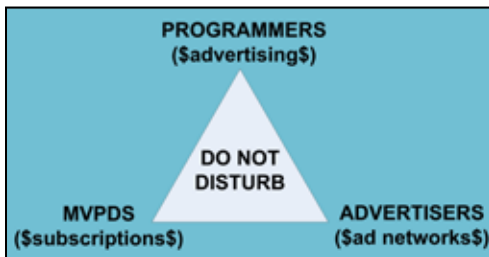 PROGRAMMERS
($advertising$)
DO NOT
DISTURB
MVPDS
($subscriptions$)
ADVERTISERS
($ad networks$)